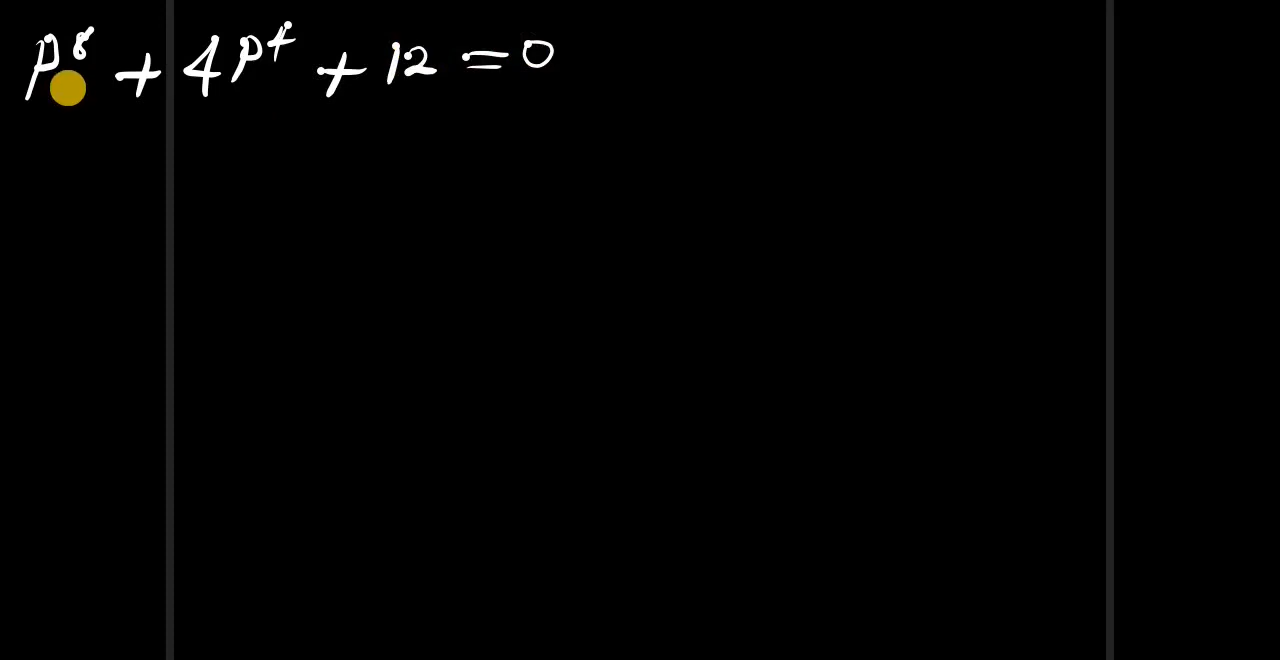 p⁸ + 4p⁴ + 12 = 0